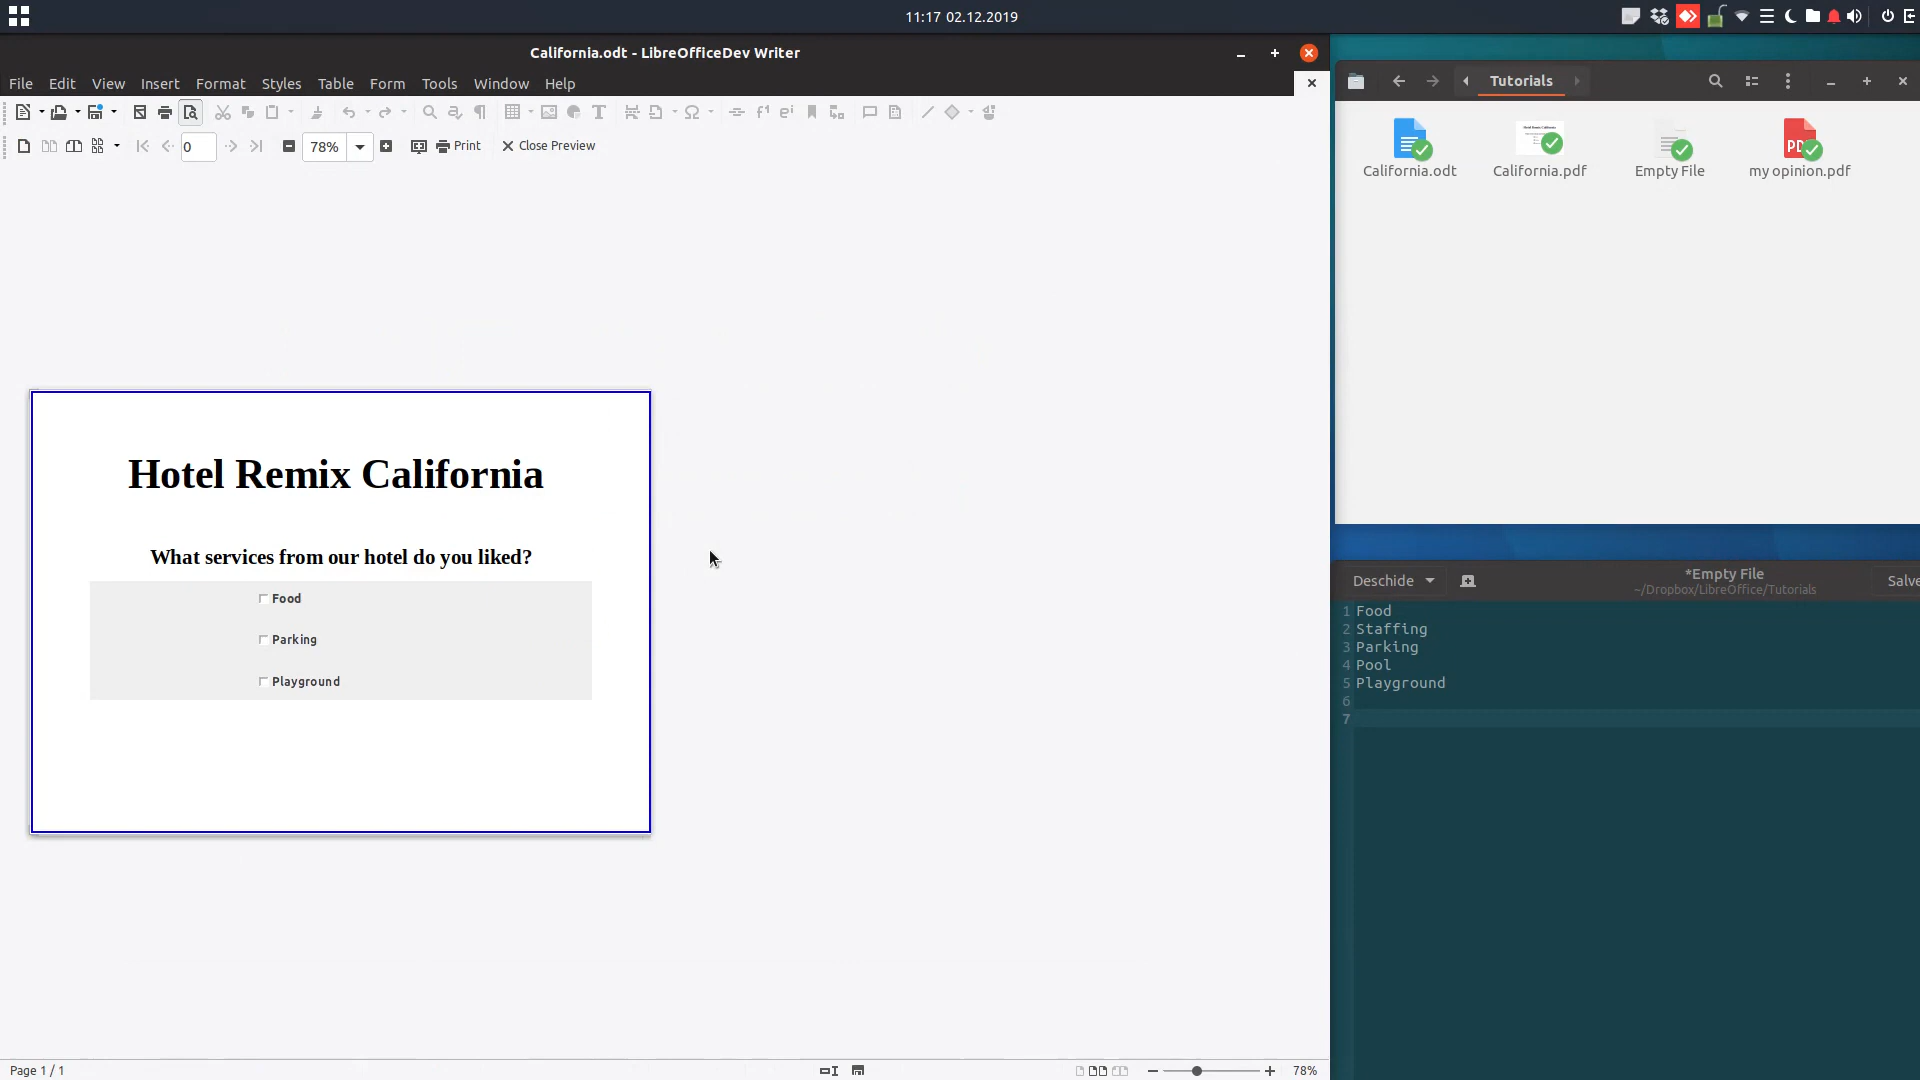 11:17 02.12.2019
California.odt - LibreOfficeDev Writer
File Edit View Insert Format Styles Table Form Tools Window Help
0
78%
Print
Close Preview
Hotel Remix California
What services from our hotel do you liked?
Food
Parking
Playground
Page 1 / 1
78%
Tutorials
California.odt
California.pdf
Empty File
my opinion.pdf
Deschide
*Empty File
~/Dropbox/LibreOffice/Tutorials
Salve
1 Food
2 Staffing
3 Parking
4 Pool
5 Playground
6
7